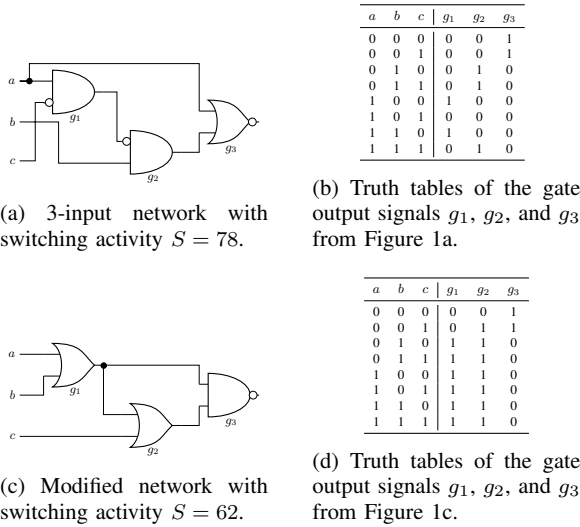 a
b
c
g1
g2
g3
(a) 3-input network with
switching activity S = 78.
a b c g1 g2 g3
0 0 0 0 0 1
0 0 1 0 0 1
0 1 0 0 1 0
0 1 1 0 1 0
1 0 0 1 0 0
1 0 1 0 0 0
1 1 0 1 0 0
1 1 1 0 1 0
(b) Truth tables of the gate
output signals g1, g2, and g3
from Figure 1a.
a
b
c
g1
g2
g3
(c) Modified network with
switching activity S = 62.
a b c g1 g2 g3
0 0 0 0 0 1
0 0 1 0 1 1
0 1 0 1 1 0
0 1 1 1 1 0
1 0 0 1 1 0
1 0 1 1 1 0
1 1 0 1 1 0
1 1 1 1 1 0
(d) Truth tables of the gate
output signals g1, g2, and g3
from Figure 1c.